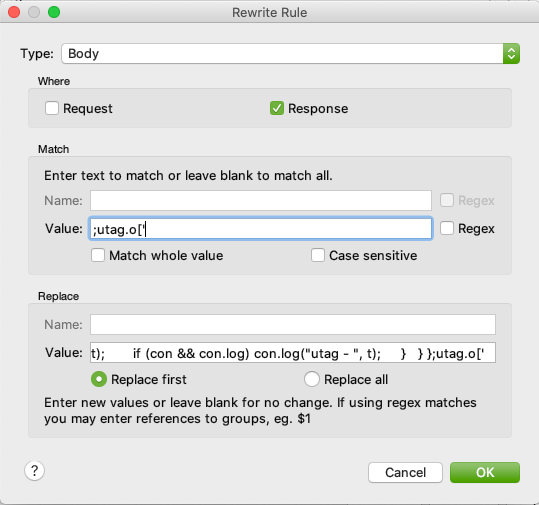 Rewrite Rule
Type: Body
Where
Request Response
Match
Enter text to match or leave blank to match all.
Name: Regex
Value: ;utag.o[' Regex
Match whole value Case sensitive
Replace
Name:
Value: t); if (con && con.log) con.log("utag - ", t); } } };utag.o['
Replace first Replace all
Enter new values or leave blank for no change. If using regex matches
you may enter references to groups, eg. $1
? Cancel OK